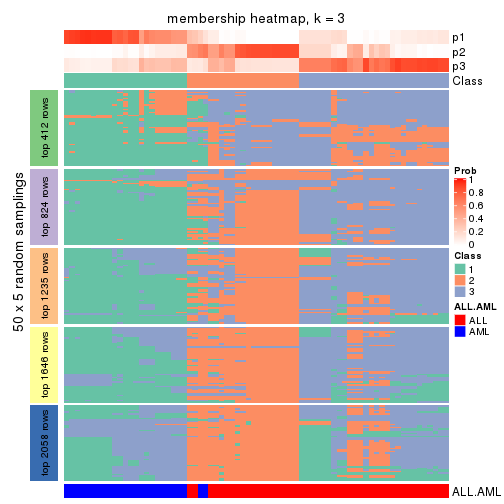 membership heatmap, k = 3
p1
p2
p3
Class
50 x 5 random samplings
top 412 rows
top 824 rows
top 1235 rows
top 1646 rows
top 2058 rows
Prob
1
0.8
0.6
0.4
0.2
0
Class
1
2
3
ALL.AML
ALL
AML
ALL.AML